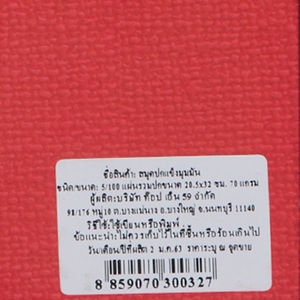 ชื่อสินค้า: สมุดปกแข็งมุมมัน
ชนิด/ขนาด: 5/100 แผ่นรวมปกขนาด 20.5x32 ซม. 70 แกรม
ผู้ผลิต:บริษัท ท๊อป เอ็น 59 จำกัด
98/176 หมู่10 ต.บางแม่นาง อ.บางใหญ่ จ.นนทบุรี 11140
วิธีใช้:ใช้เขียนหรือพิมพ์
ข้อแนะนำ:ไม่ควรเก็บไว้ในที่ชื้นหรือร้อนเกินไป
วัน/เดือน/ปีที่ผลิต 2 ม.ค.63 ราคาระบุ ณ จุดขาย
8 859070 300327